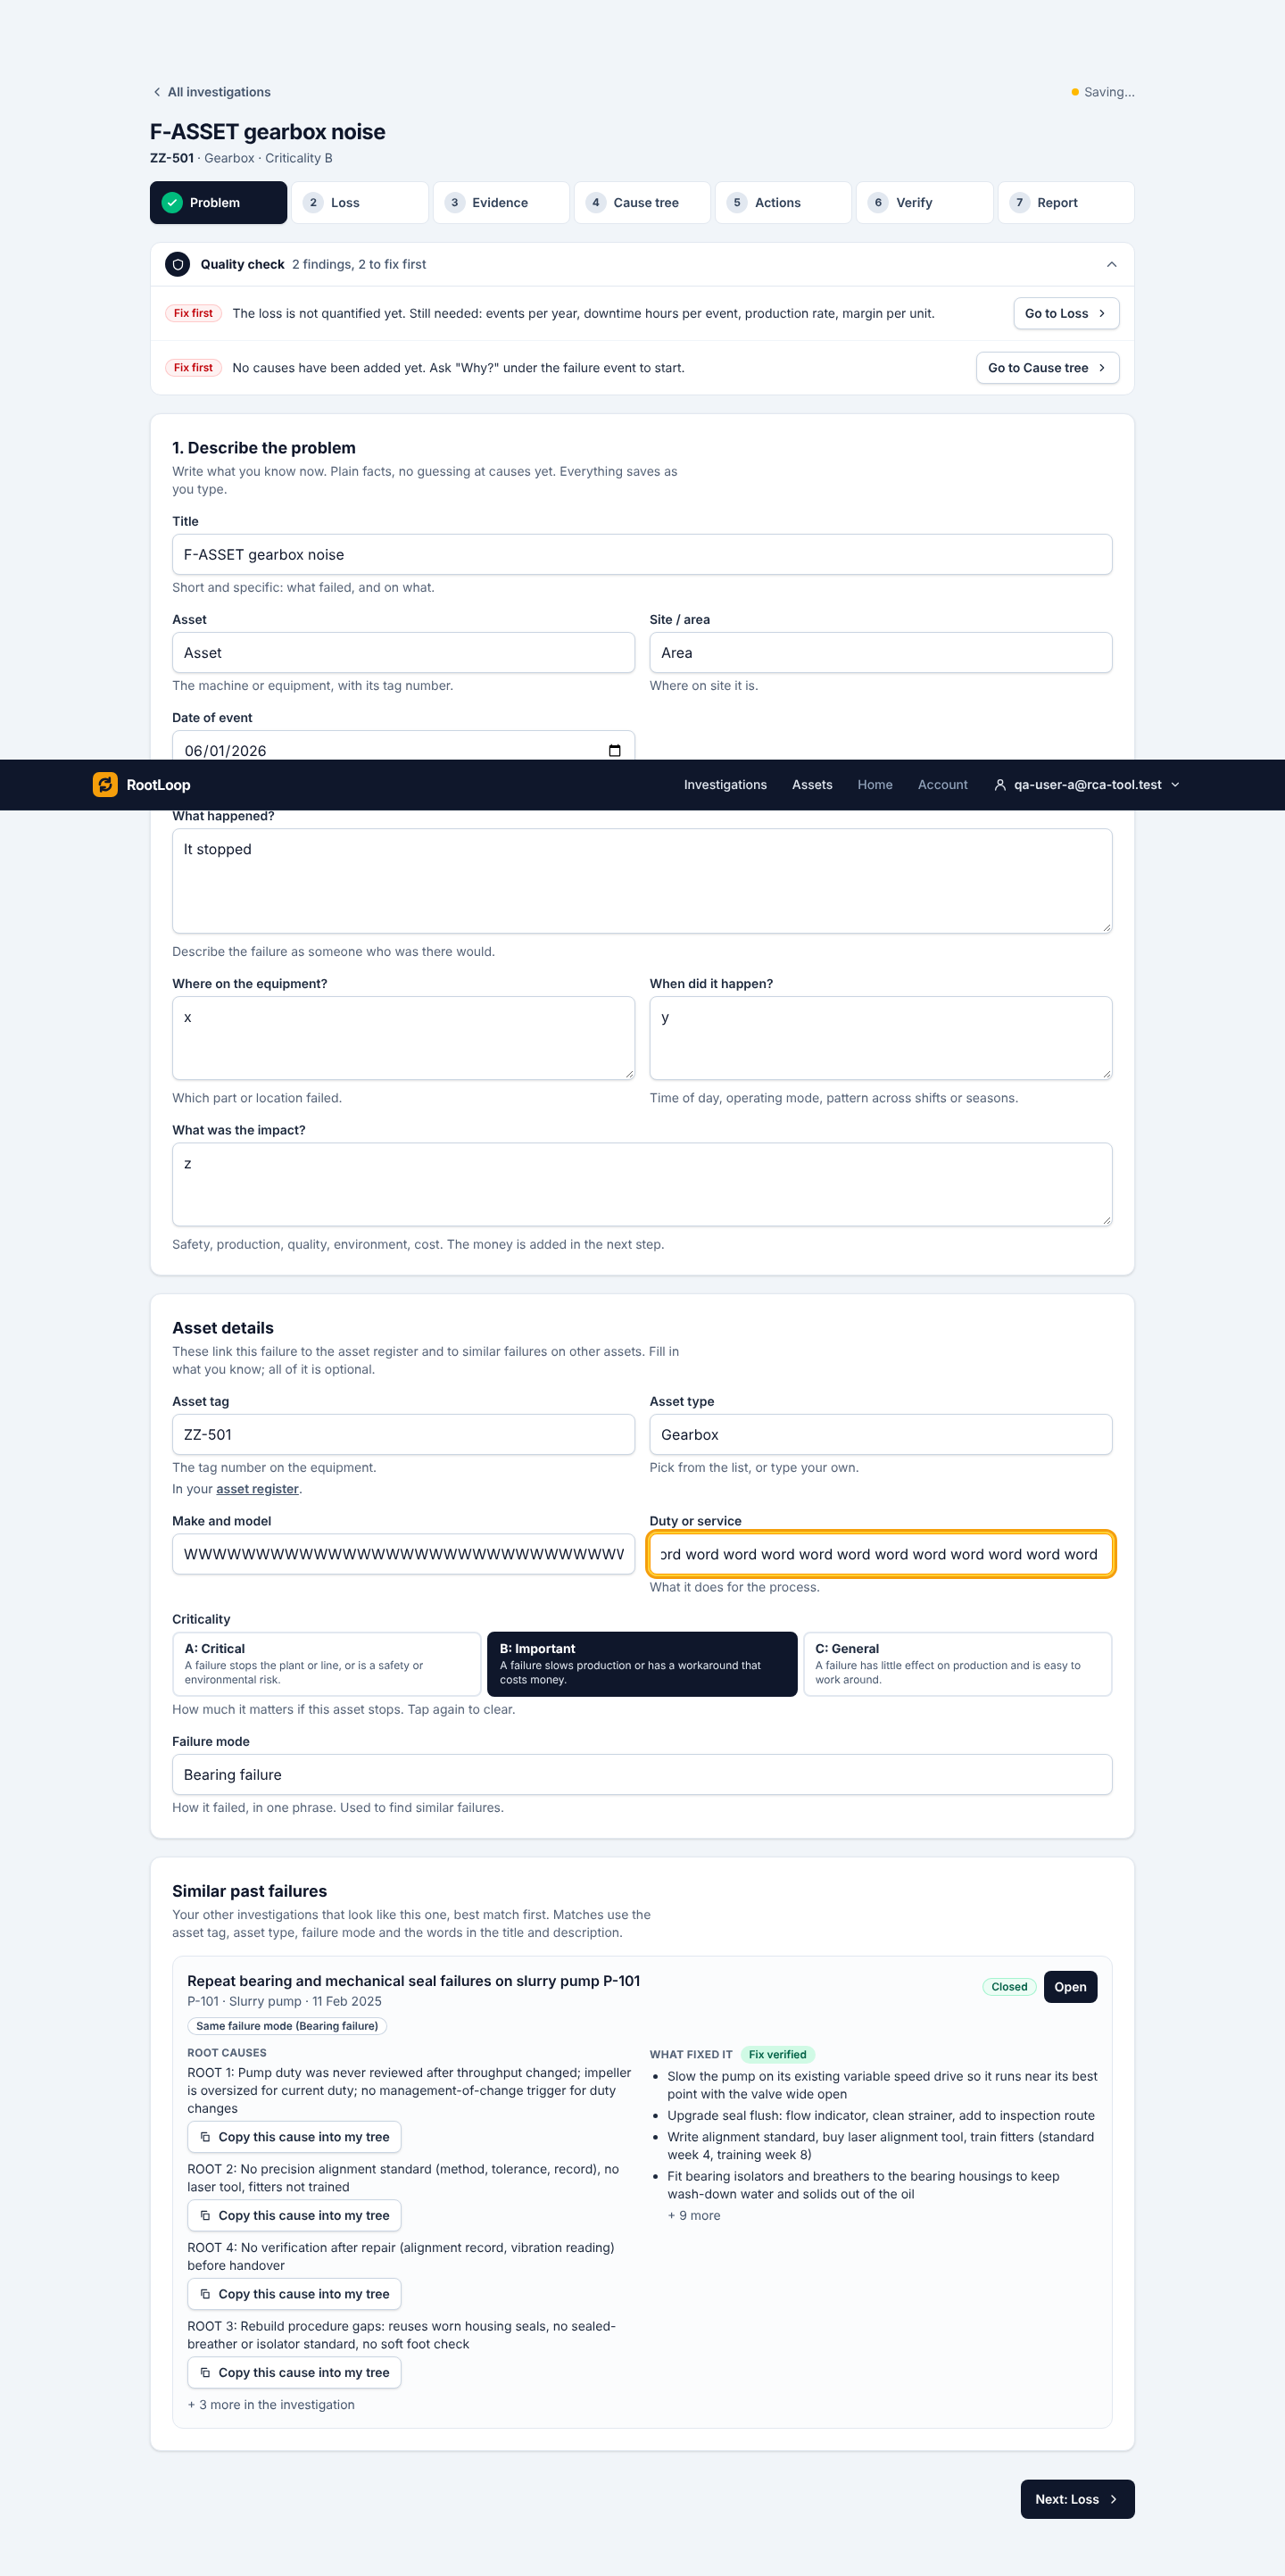 All investigations
Saving...
F-ASSET gearbox noise
ZZ-501 · Gearbox · Criticality B
Problem
2 Loss
3 Evidence
4 Cause tree
5 Actions
6 Verify
7 Report
Quality check 2 findings, 2 to fix first
Fix first The loss is not quantified yet. Still needed: events per year, downtime hours per event, production rate, margin per unit. Go to Loss
Fix first No causes have been added yet. Ask "Why?" under the failure event to start. Go to Cause tree
1. Describe the problem
Write what you know now. Plain facts, no guessing at causes yet. Everything saves as
you type.
Title
F-ASSET gearbox noise
Short and specific: what failed, and on what.
Asset
Asset
The machine or equipment, with its tag number.
Site / area
Area
Where on site it is.
Date of event
06/01/2026
RootLoop
Investigations Assets Home Account qa-user-a@rca-tool.test
What happened?
It stopped
Describe the failure as someone who was there would.
Where on the equipment?
x
Which part or location failed.
When did it happen?
y
Time of day, operating mode, pattern across shifts or seasons.
What was the impact?
z
Safety, production, quality, environment, cost. The money is added in the next step.
Asset details
These link this failure to the asset register and to similar failures on other assets. Fill in
what you know; all of it is optional.
Asset tag
ZZ-501
The tag number on the equipment.
In your asset register.
Asset type
Gearbox
Pick from the list, or type your own.
Make and model
WWWWWWWWWWWWWWWWWWWWWWWWWWWWWWW
Duty or service
ord word word word word word word word word word word word
What it does for the process.
Criticality
A: Critical
A failure stops the plant or line, or is a safety or
environmental risk.
B: Important
A failure slows production or has a workaround that
costs money.
C: General
A failure has little effect on production and is easy to
work around.
How much it matters if this asset stops. Tap again to clear.
Failure mode
Bearing failure
How it failed, in one phrase. Used to find similar failures.
Similar past failures
Your other investigations that look like this one, best match first. Matches use the
asset tag, asset type, failure mode and the words in the title and description.
Repeat bearing and mechanical seal failures on slurry pump P-101
P-101 · Slurry pump · 11 Feb 2025
Closed Open
Same failure mode (Bearing failure)
ROOT CAUSES
ROOT 1: Pump duty was never reviewed after throughput changed; impeller
is oversized for current duty; no management-of-change trigger for duty
changes
Copy this cause into my tree
ROOT 2: No precision alignment standard (method, tolerance, record), no
laser tool, fitters not trained
Copy this cause into my tree
ROOT 4: No verification after repair (alignment record, vibration reading)
before handover
Copy this cause into my tree
ROOT 3: Rebuild procedure gaps: reuses worn housing seals, no sealed-
breather or isolator standard, no soft foot check
Copy this cause into my tree
+ 3 more in the investigation
WHAT FIXED IT Fix verified
• Slow the pump on its existing variable speed drive so it runs near its best
point with the valve wide open
• Upgrade seal flush: flow indicator, clean strainer, add to inspection route
• Write alignment standard, buy laser alignment tool, train fitters (standard
week 4, training week 8)
• Fit bearing isolators and breathers to the bearing housings to keep
wash-down water and solids out of the oil
+ 9 more
Next: Loss